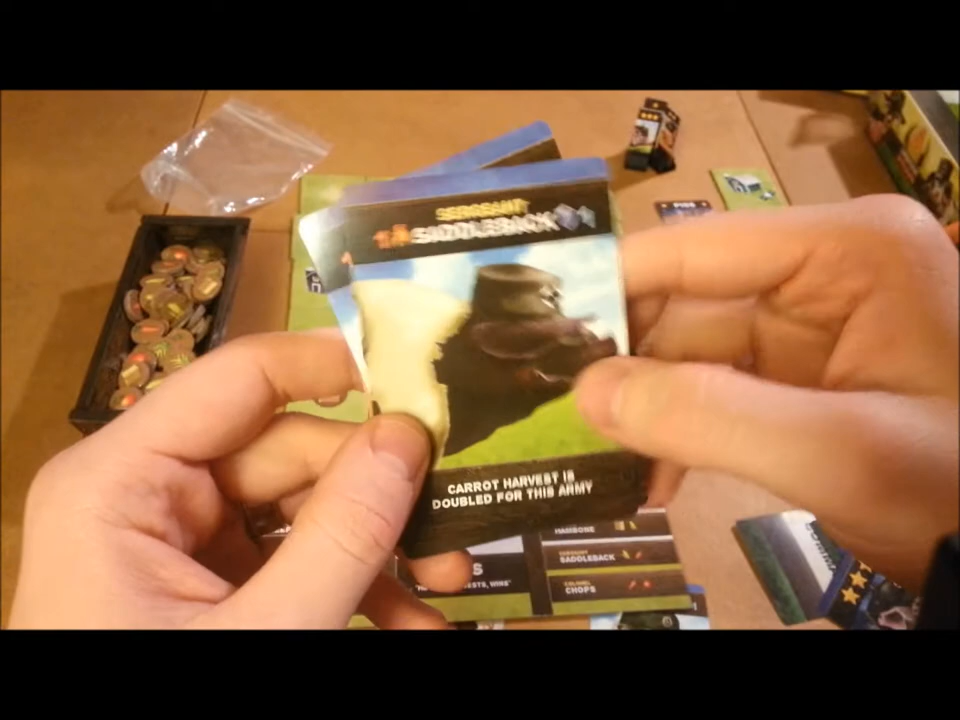 SERGEANT
SADDLEBACK
CARROT HARVEST IS
DOUBLED FOR THIS ARMY
HAMBONE
SERGEANT
SADDLEBACK
COLONEL
CHOPS